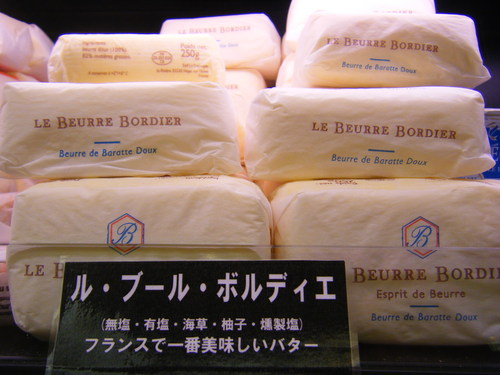 LE BEURRE BORDIER
Poids net
250g
LE BEURRE BORDIER
Beurre de Baratte Doux
LE BEURRE BORDIER
Beurre de Baratte Doux
LE BEURRE BORDIER
Beurre de Baratte Doux
B
B
LE B
BEURRE BORDIE
Esprit de Beurre
Beurre de Baratte Doux
ル・ブール・ボルディエ
(無塩・有塩・海草・柚子・燻製塩)
フランスで一番美味しいバター